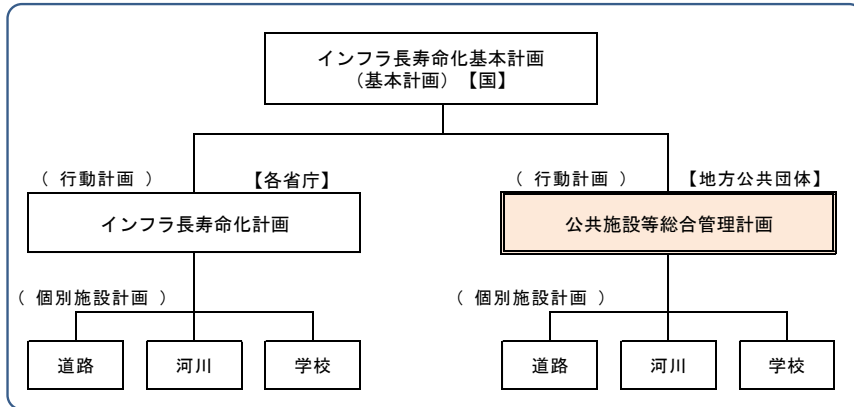 インフラ長寿命化基本計画
（基本計画）【国】
（ 行動計画 ）
【各省庁】
インフラ長寿命化計画
（ 行動計画 ）
【地方公共団体】
公共施設等総合管理計画
（ 個別施設計画 ）
道路
河川
学校
（ 個別施設計画 ）
道路
河川
学校